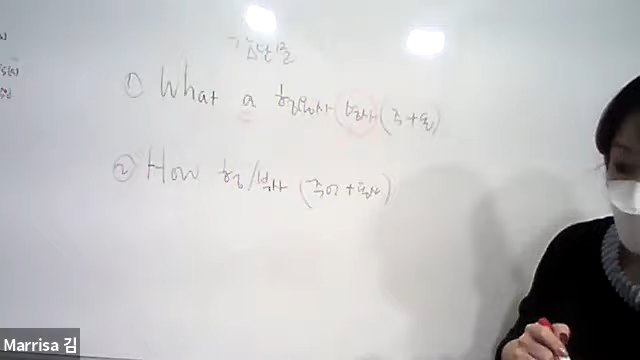 감탄문
① What a 형용사 명사 (주+동)
② How 형/부사 (주어+동사)
Marrisa 김